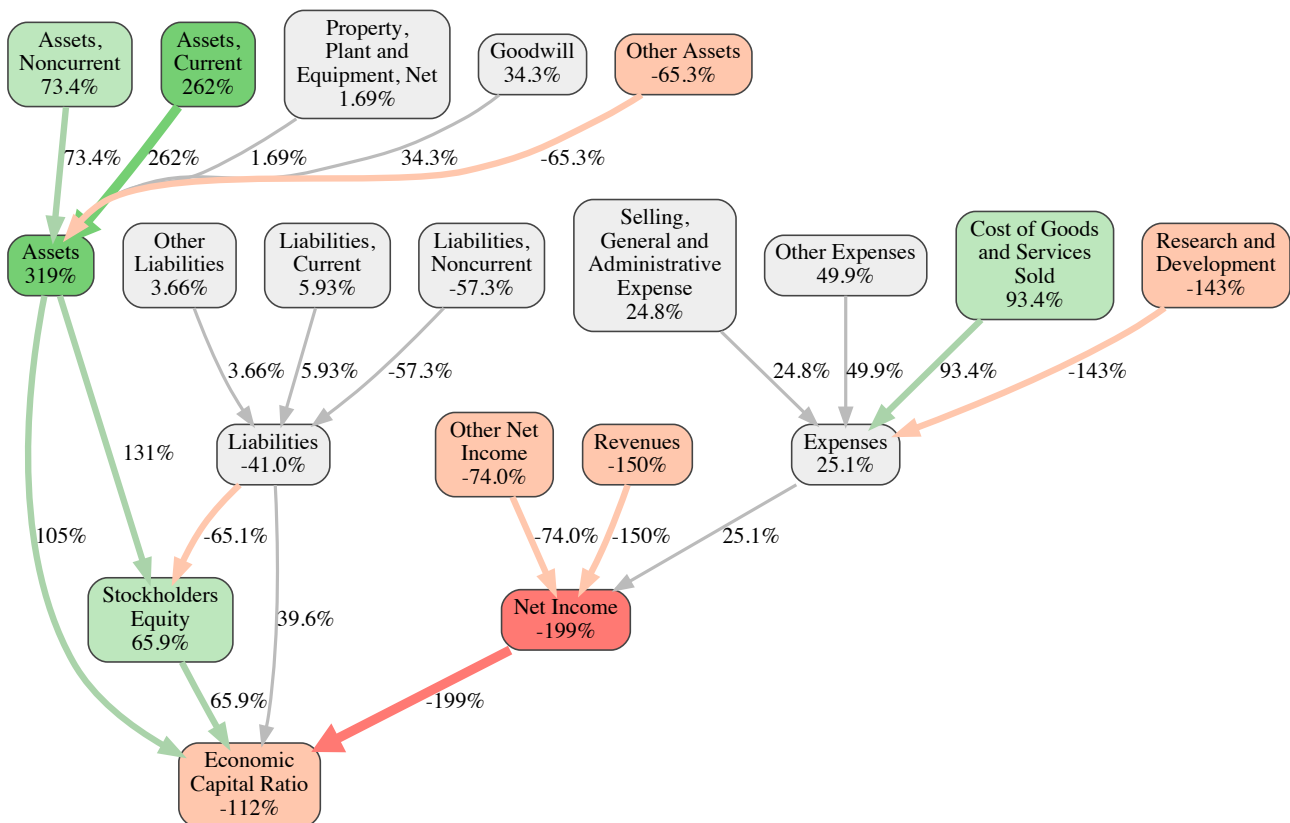 Assets,
Noncurrent
73.4%
Assets,
Current
262%
Property,
Plant and
Equipment, Net
1.69%
Goodwill
34.3%
Other Assets
-65.3%
73.4%
262%
1.69%
34.3%
-65.3%
Assets
319%
Other
Liabilities
3.66%
Liabilities,
Current
5.93%
Liabilities,
Noncurrent
-57.3%
Selling,
General and
Administrative
Expense
24.8%
Other Expenses
49.9%
Cost of Goods
and Services
Sold
93.4%
Research and
Development
-143%
3.66%
5.93%
-57.3%
24.8%
49.9%
93.4%
-143%
131%
Liabilities
-41.0%
Other Net
Income
-74.0%
Revenues
-150%
Expenses
25.1%
105%
-65.1%
-74.0%
-150%
25.1%
Stockholders
Equity
65.9%
39.6%
Net Income
-199%
65.9%
-199%
Economic
Capital Ratio
-112%